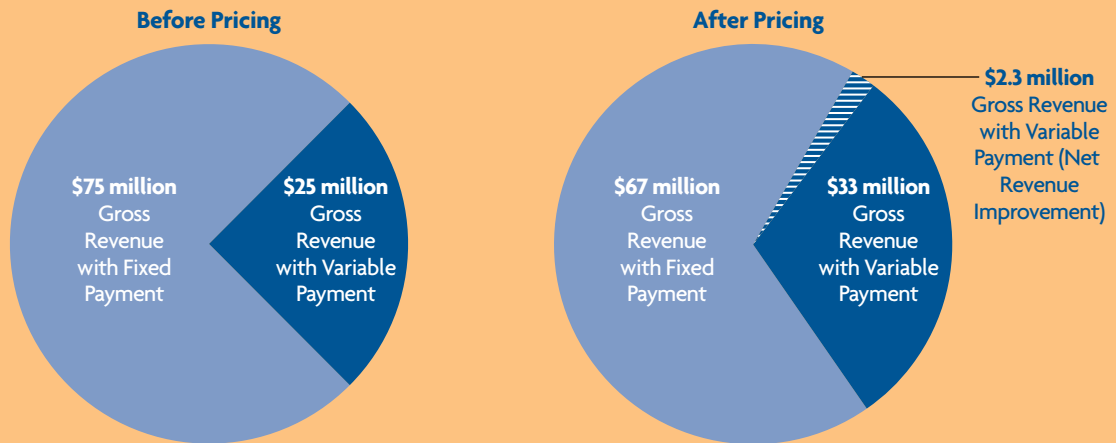 Before Pricing
$75 million
Gross
Revenue
with Fixed
Payment
$25 million
Gross
Revenue
with Variable
Payment
After Pricing
$67 million
Gross
Revenue
with Fixed
Payment
$33 million
Gross
Revenue
with Variable
Payment
$2.3 million
Gross Revenue
with Variable
Payment (Net
Revenue
Improvement)